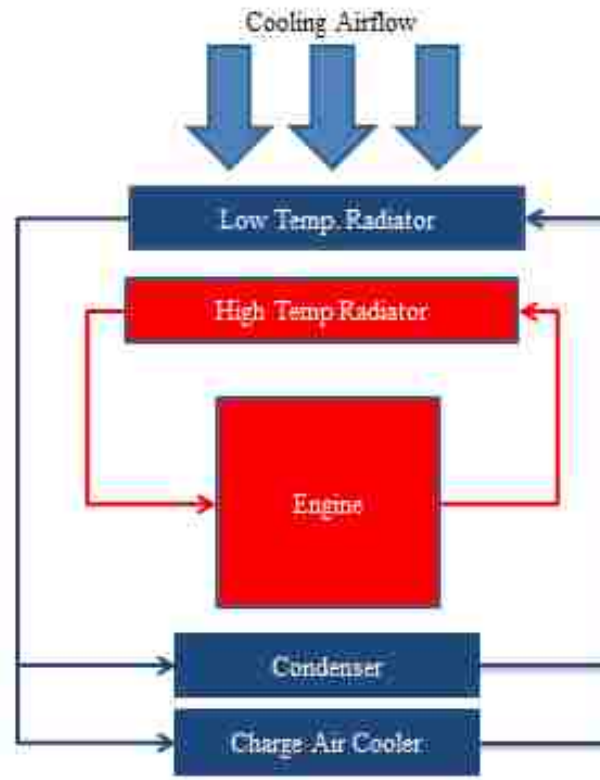 Cooling Airflow
Low Temp. Radiator
High Temp Radiator
Engine
Condenser
Charge Air Cooler